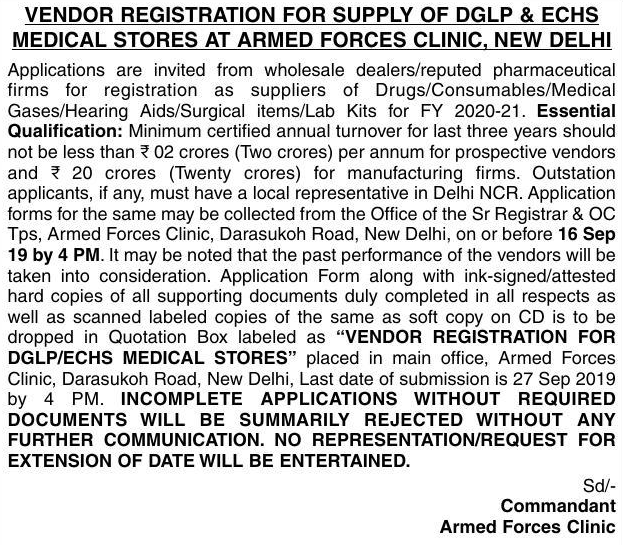 VENDOR REGISTRATION FOR SUPPLY OF DGLP & ECHS
MEDICAL STORES AT ARMED FORCES CLINIC, NEW DELHI
Applications are invited from wholesale dealers/reputed pharmaceutical
firms for registration as suppliers of Drugs/Consumables/Medical
Gases/Hearing Aids/Surgical items/Lab Kits for FY 2020-21. Essential
Qualification: Minimum certified annual turnover for last three years should
not be less than ₹ 02 crores (Two crores) per annum for prospective vendors
and ₹ 20 crores (Twenty crores) for manufacturing firms. Outstation
applicants, if any, must have a local representative in Delhi NCR. Application
forms for the same may be collected from the Office of the Sr Registrar & OC
Tps, Armed Forces Clinic, Darasukoh Road, New Delhi, on or before 16 Sep
19 by 4 PM. It may be noted that the past performance of the vendors will be
taken into consideration. Application Form along with ink-signed/attested
hard copies of all supporting documents duly completed in all respects as
well as scanned labeled copies of the same as soft copy on CD is to be
dropped in Quotation Box labeled as “VENDOR REGISTRATION FOR
DGLP/ECHS MEDICAL STORES” placed in main office, Armed Forces
Clinic, Darasukoh Road, New Delhi, Last date of submission is 27 Sep 2019
by 4 PM. INCOMPLETE APPLICATIONS WITHOUT REQUIRED
DOCUMENTS WILL BE SUMMARILY REJECTED WITHOUT ANY
FURTHER COMMUNICATION. NO REPRESENTATION/REQUEST FOR
EXTENSION OF DATE WILL BE ENTERTAINED.
Sd/-
Commandant
Armed Forces Clinic